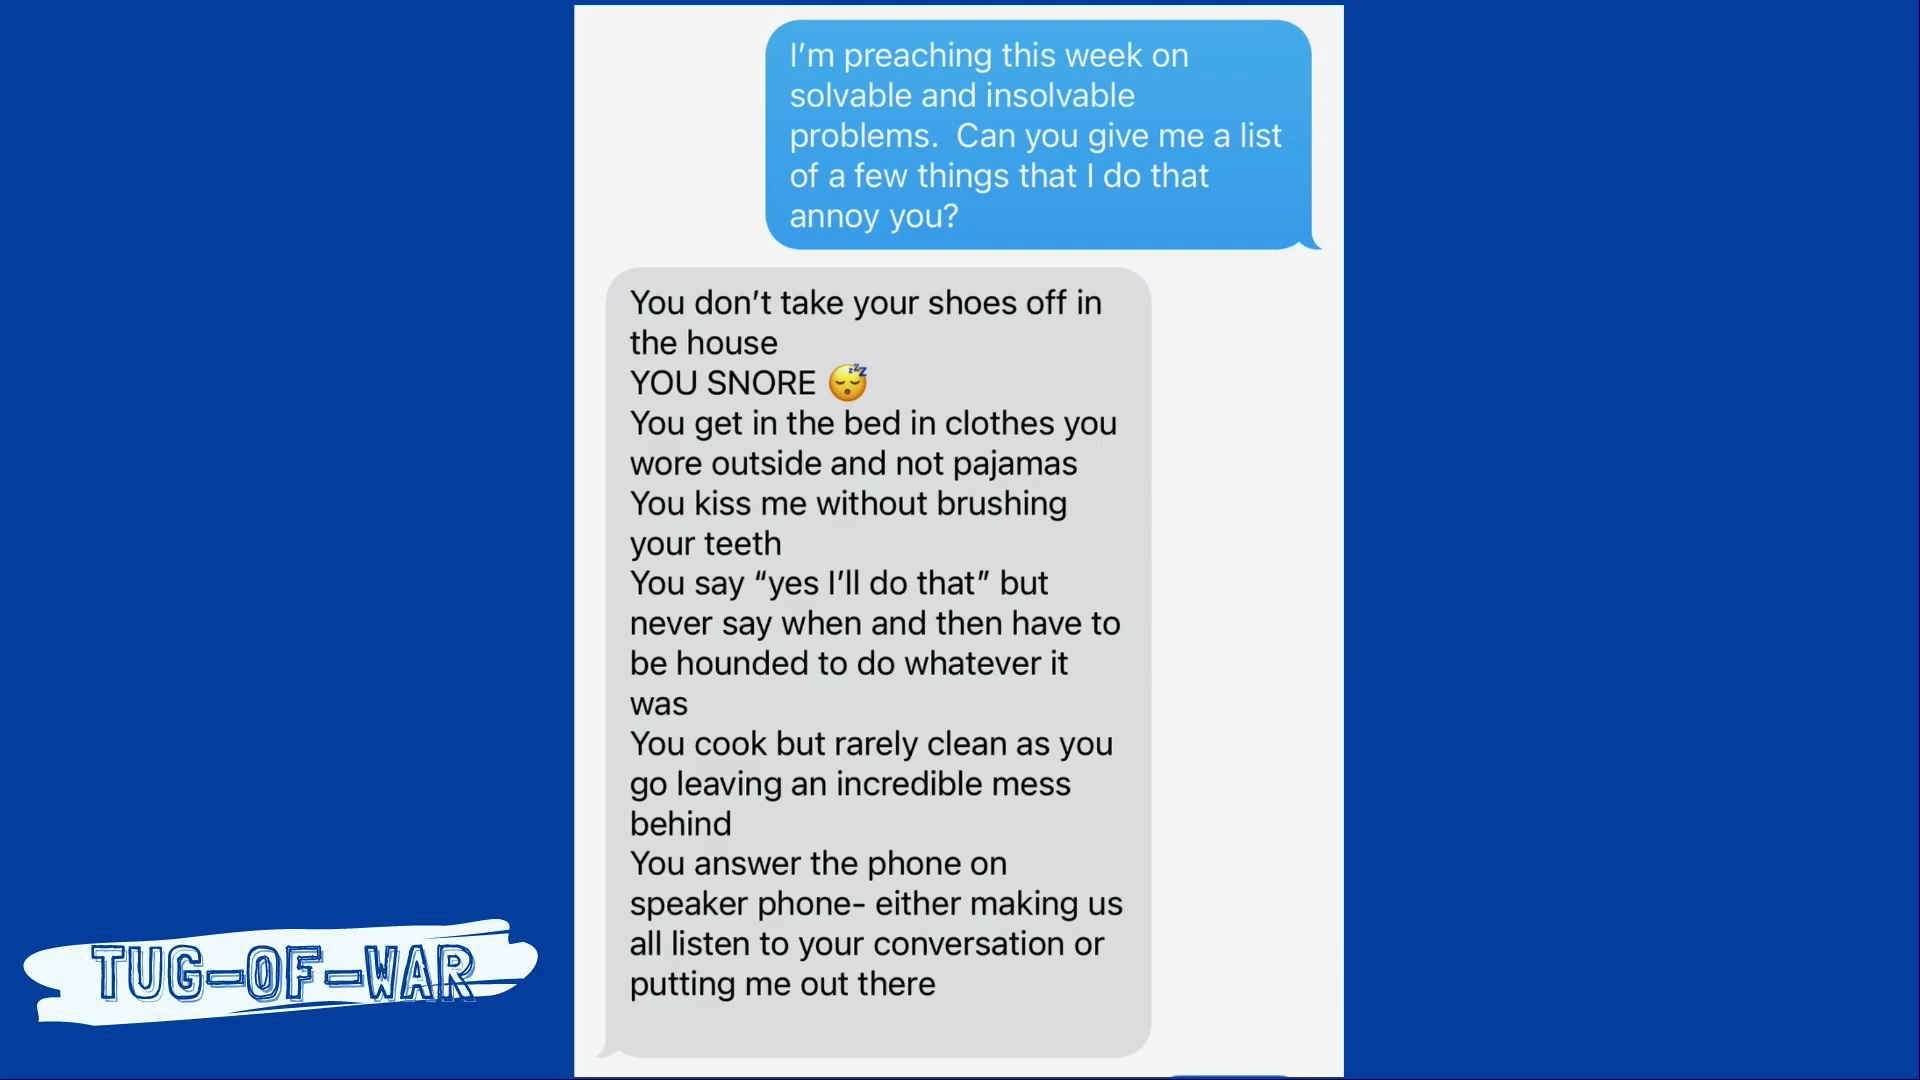 I’m preaching this week on
solvable and insolvable
problems.  Can you give me a list
of a few things that I do that
annoy you?
You don’t take your shoes off in
the house
YOU SNORE 😴
You get in the bed in clothes you
wore outside and not pajamas
You kiss me without brushing
your teeth
You say “yes I’ll do that” but
never say when and then have to
be hounded to do whatever it
was
You cook but rarely clean as you
go leaving an incredible mess
behind
You answer the phone on
speaker phone- either making us
all listen to your conversation or
putting me out there
TUG-OF-WAR